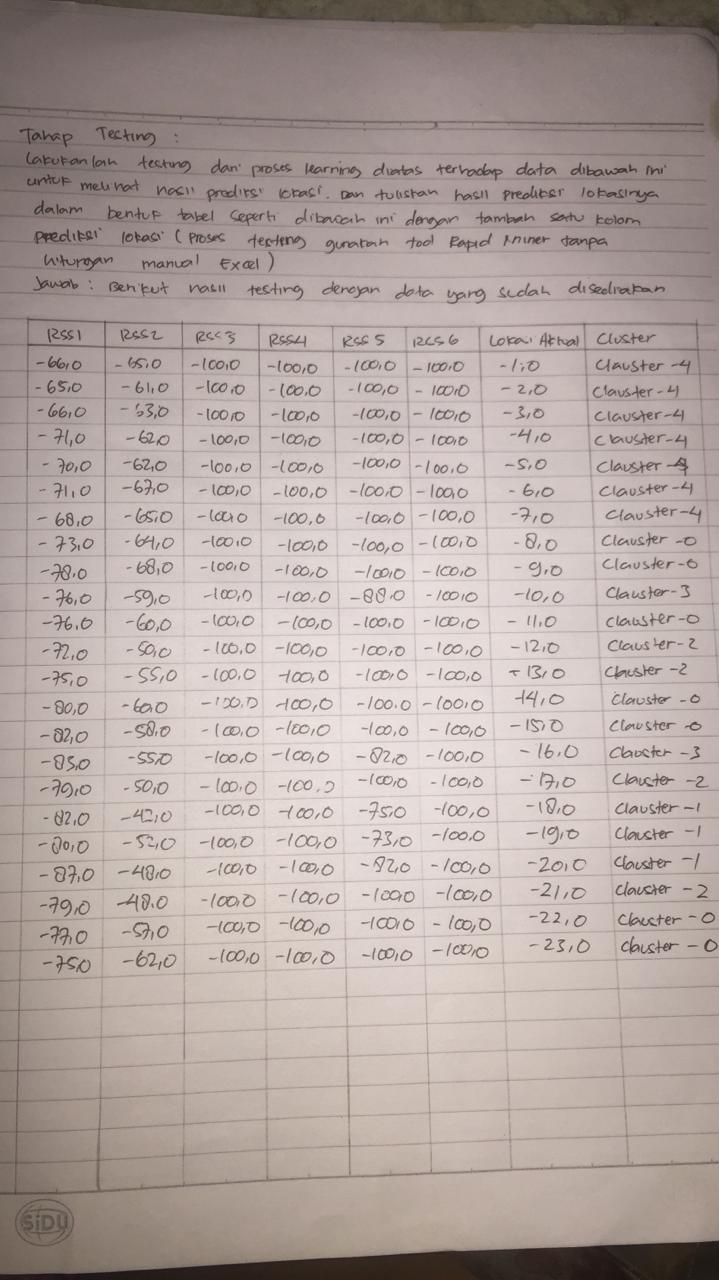 Tahap Testing :
Lakukanlah testing dari proses learning diatas terhadap data dibawah ini
untuk melihat hasil prediksi lokasi. Dan tuliskan hasil prediksi lokasinya
dalam bentuk tabel seperti dibawah ini dengan tambah satu kolom
prediksi lokasi (proses testing gunakan tool Rapid Miner tanpa
hitungan manual Excel)
Jawab : Berikut hasil testing dengan data yang sudah disediakan
RSS1 RSS2 RSS3 RSS4 RSS5 RSS6 Lokasi Aktual Cluster
-66,0 -65,0 -100,0 -100,0 -100,0 -100,0 -1,0 Clauster-4
-65,0 -61,0 -100,0 -100,0 -100,0 -100,0 -2,0 Clauster-4
-66,0 -63,0 -100,0 -100,0 -100,0 -100,0 -3,0 Clauster-4
-71,0 -62,0 -100,0 -100,0 -100,0 -100,0 -4,0 Clauster-4
-70,0 -62,0 -100,0 -100,0 -100,0 -100,0 -5,0 Clauster-4
-71,0 -67,0 -100,0 -100,0 -100,0 -100,0 -6,0 Clauster-4
-68,0 -65,0 -100,0 -100,0 -100,0 -100,0 -7,0 Clauster-4
-73,0 -64,0 -100,0 -100,0 -100,0 -100,0 -8,0 Clauster-0
-78,0 -68,0 -100,0 -100,0 -100,0 -100,0 -9,0 Clauster-0
-76,0 -59,0 -100,0 -100,0 -88,0 -100,0 -10,0 Clauster-3
-76,0 -60,0 -100,0 -100,0 -100,0 -100,0 -11,0 Clauster-0
-72,0 -50,0 -100,0 -100,0 -100,0 -100,0 -12,0 Clauster-2
-75,0 -55,0 -100,0 -100,0 -100,0 -100,0 -13,0 Clauster-2
-80,0 -60,0 -100,0 -100,0 -100,0 -100,0 -14,0 Clauster-0
-82,0 -58,0 -100,0 -100,0 -100,0 -100,0 -15,0 Clauster-0
-85,0 -55,0 -100,0 -100,0 -82,0 -100,0 -16,0 Clauster-3
-79,0 -50,0 -100,0 -100,0 -100,0 -100,0 -17,0 Clauster-2
-82,0 -42,0 -100,0 -100,0 -75,0 -100,0 -18,0 Clauster-1
-80,0 -52,0 -100,0 -100,0 -73,0 -100,0 -19,0 Clauster-1
-87,0 -48,0 -100,0 -100,0 -82,0 -100,0 -20,0 Clauster-1
-79,0 -48,0 -100,0 -100,0 -100,0 -100,0 -21,0 Clauster-2
-77,0 -57,0 -100,0 -100,0 -100,0 -100,0 -22,0 Clauster-0
-75,0 -62,0 -100,0 -100,0 -100,0 -100,0 -23,0 Clauster-0
SiDU